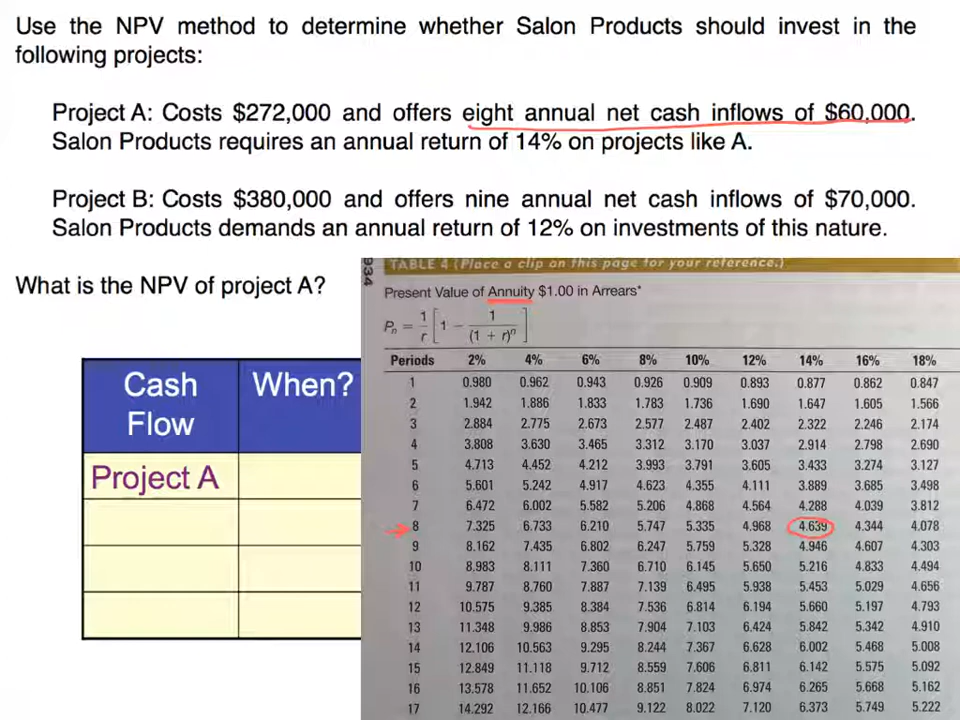 Use the NPV method to determine whether Salon Products should invest in the
following projects:
Project A: Costs $272,000 and offers eight annual net cash inflows of $60,000.
Salon Products requires an annual return of 14% on projects like A.
Project B: Costs $380,000 and offers nine annual net cash inflows of $70,000.
Salon Products demands an annual return of 12% on investments of this nature.
What is the NPV of project A?
Cash Flow When?
Project A
934
TABLE 4 (Place a clip on this page for your reference.)
Present Value of Annuity $1.00 in Arrears*
Pn = 1/r [1 − 1/(1 + r)^n]
Periods 2% 4% 6% 8% 10% 12% 14% 16% 18%
1 0.980 0.962 0.943 0.926 0.909 0.893 0.877 0.862 0.847
2 1.942 1.886 1.833 1.783 1.736 1.690 1.647 1.605 1.566
3 2.884 2.775 2.673 2.577 2.487 2.402 2.322 2.246 2.174
4 3.808 3.630 3.465 3.312 3.170 3.037 2.914 2.798 2.690
5 4.713 4.452 4.212 3.993 3.791 3.605 3.433 3.274 3.127
6 5.601 5.242 4.917 4.623 4.355 4.111 3.889 3.685 3.498
7 6.472 6.002 5.582 5.206 4.868 4.564 4.288 4.039 3.812
8 7.325 6.733 6.210 5.747 5.335 4.968 4.639 4.344 4.078
9 8.162 7.435 6.802 6.247 5.759 5.328 4.946 4.607 4.303
10 8.983 8.111 7.360 6.710 6.145 5.650 5.216 4.833 4.494
11 9.787 8.760 7.887 7.139 6.495 5.938 5.453 5.029 4.656
12 10.575 9.385 8.384 7.536 6.814 6.194 5.660 5.197 4.793
13 11.348 9.986 8.853 7.904 7.103 6.424 5.842 5.342 4.910
14 12.106 10.563 9.295 8.244 7.367 6.628 6.002 5.468 5.008
15 12.849 11.118 9.712 8.559 7.606 6.811 6.142 5.575 5.092
16 13.578 11.652 10.106 8.851 7.824 6.974 6.265 5.668 5.162
17 14.292 12.166 10.477 9.122 8.022 7.120 6.373 5.749 5.222